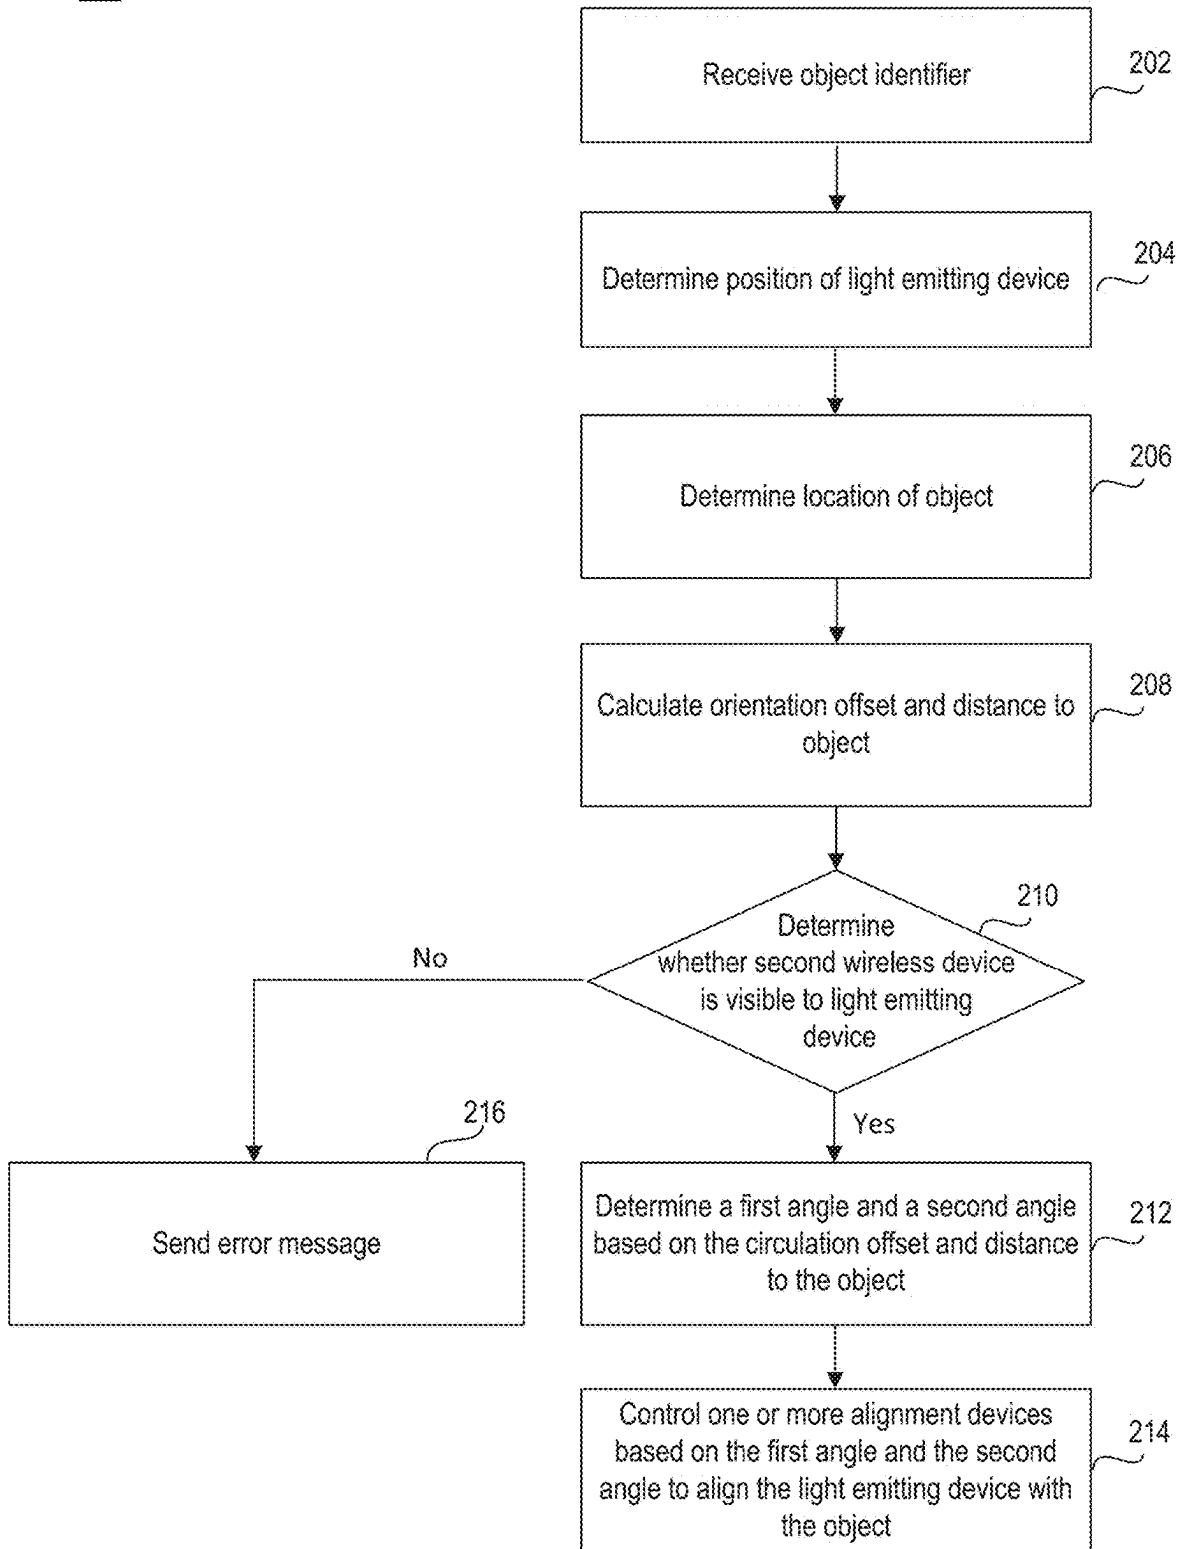 Receive object identifier
202
Determine position of light emitting device
204
Determine location of object
206
Calculate orientation offset and distance to
object
208
Determine
whether second wireless device
is visible to light emitting
device
210
No
Yes
Send error message
216
Determine a first angle and a second angle
based on the circulation offset and distance
to the object
212
Control one or more alignment devices
based on the first angle and the second
angle to align the light emitting device with
the object
214